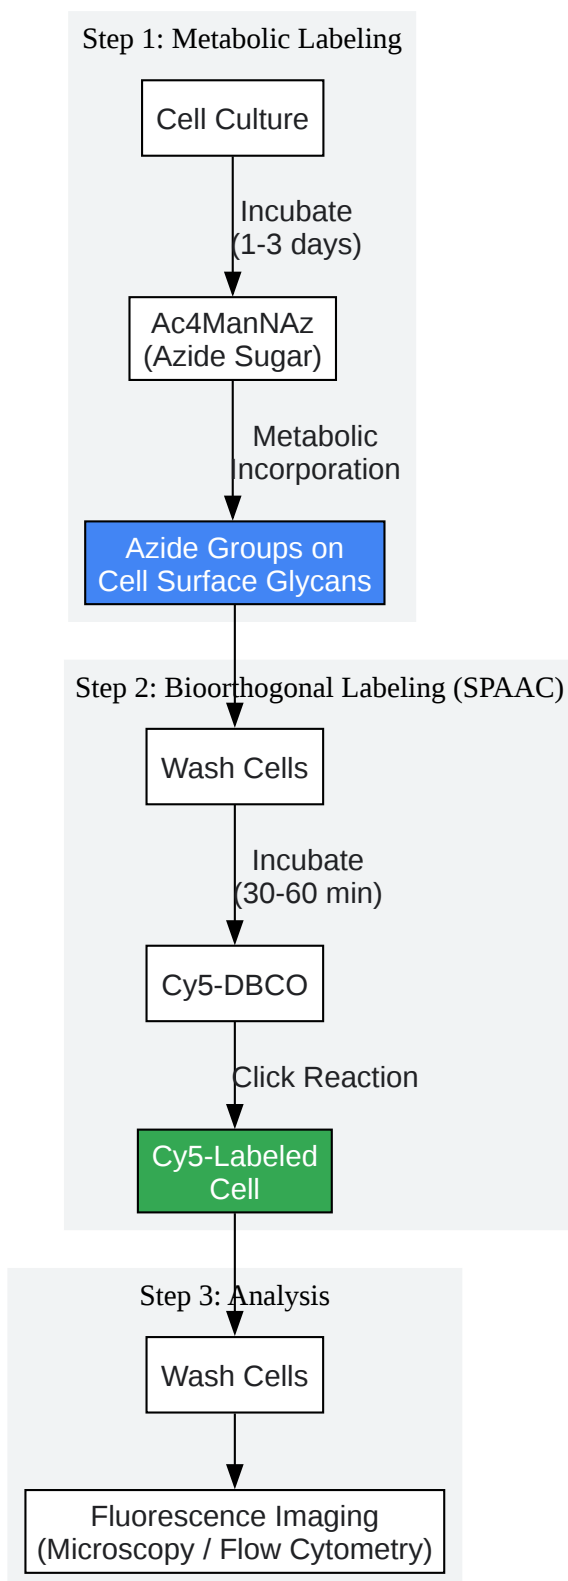 Step 1: Metabolic Labeling
Cell Culture
Incubate
(1-3 days)
Ac4ManNAz
(Azide Sugar)
Metabolic
Incorporation
Azide Groups on
Cell Surface Glycans
Step 2: Bioorthogonal Labeling (SPAAC)
Wash Cells
Incubate
(30-60 min)
Cy5-DBCO
Click Reaction
Cy5-Labeled
Cell
Step 3: Analysis
Wash Cells
Fluorescence Imaging
(Microscopy / Flow Cytometry)